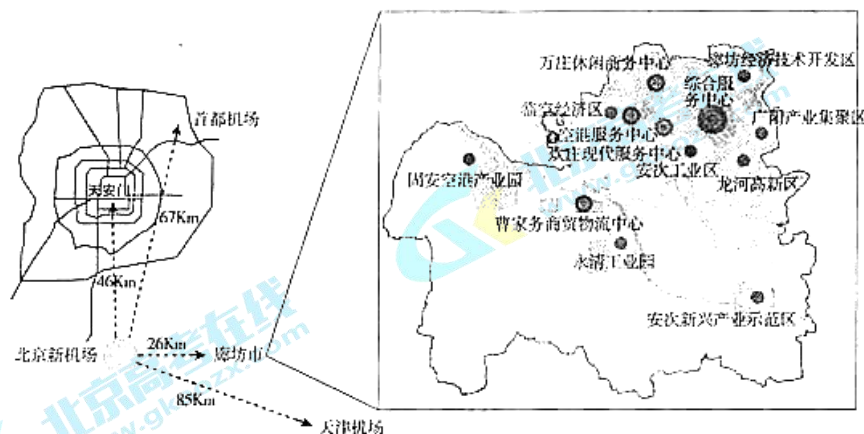 首都机场
天安门
67Km
46Km
北京新机场
26Km
廊坊市
85Km
天津机场
万庄休闲商务中心
廊坊经济技术开发区
综合服
务中心
临空经济区
广阳产业集聚区
空港服务中心
九庄现代服务中心
安次工业区
固安空港产业园
龙河高新区
曹家务商贸物流中心
永清工业园
安次新兴产业示范区
北京高考在线
www.gkzxx.com